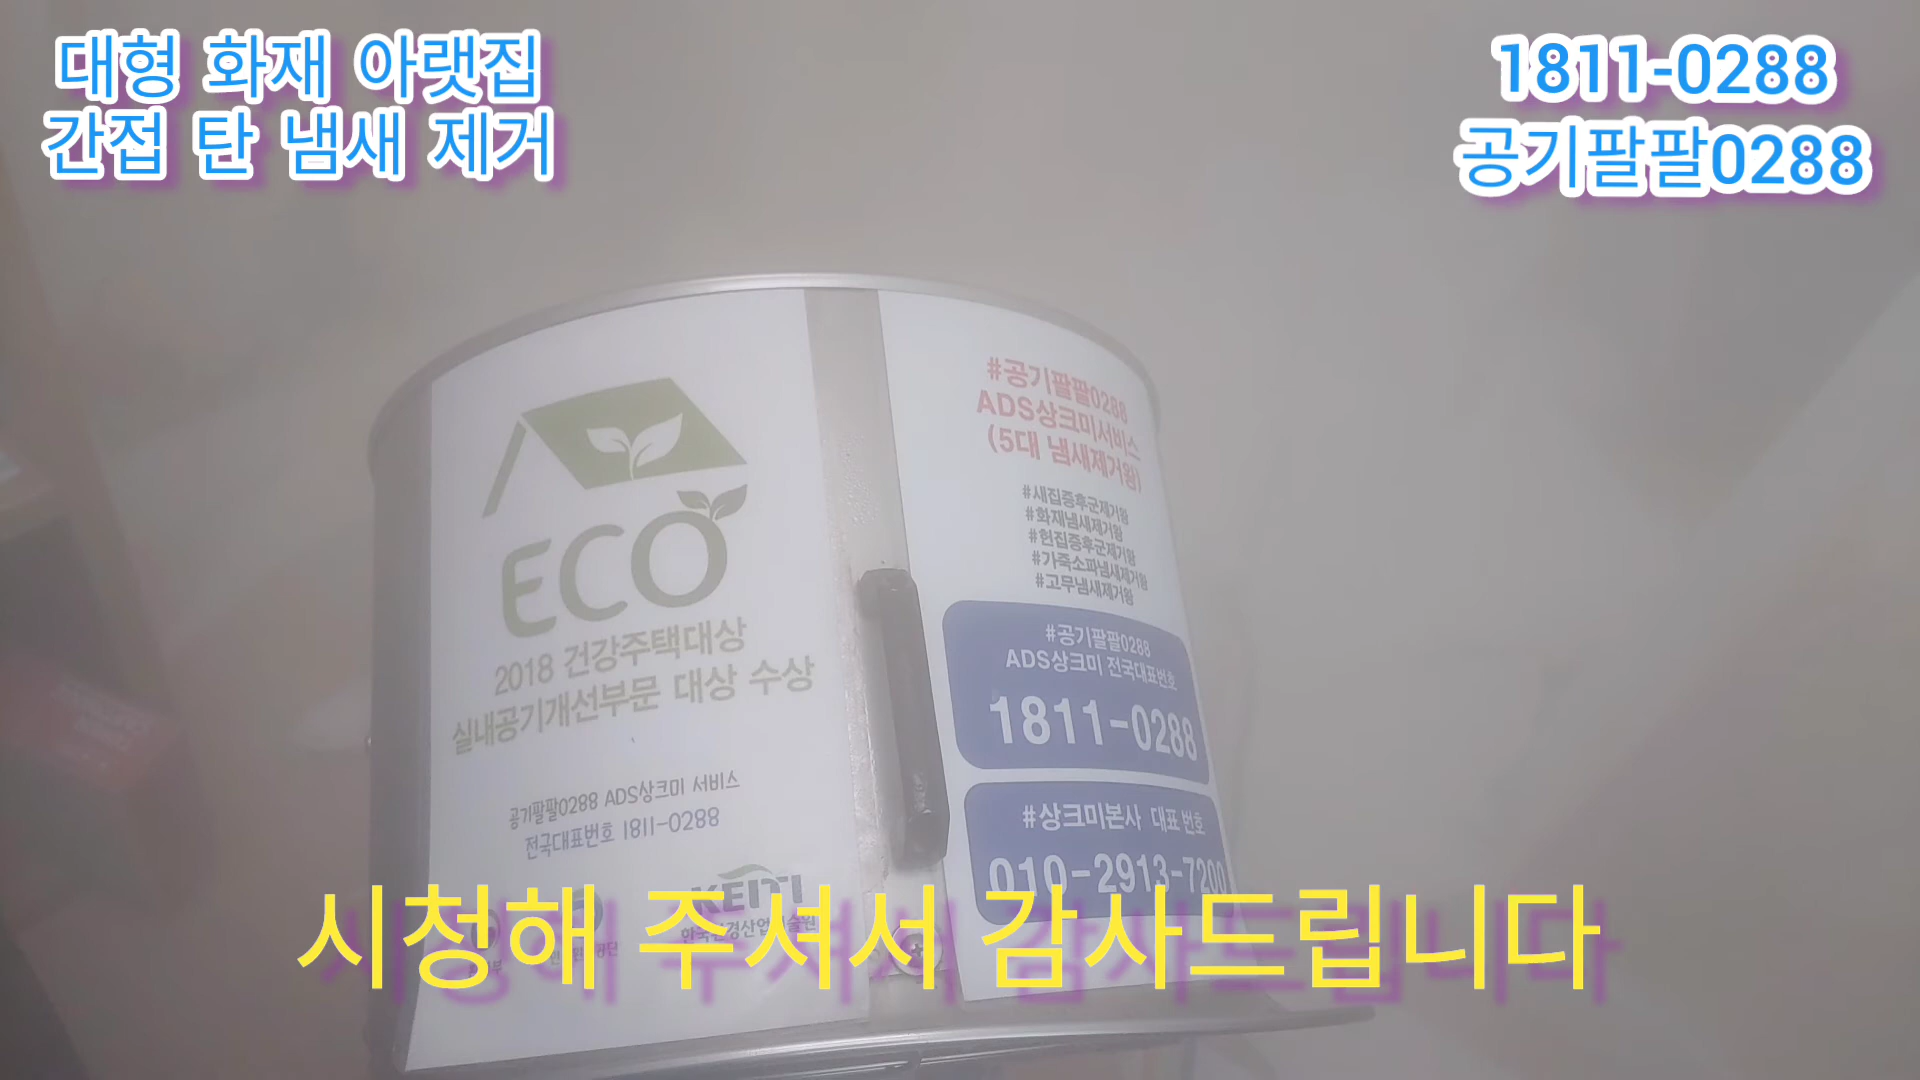 대형 화재 아랫집
간접 탄 냄새 제거
1811-0288
공기팔팔0288
ECO
2018 건강주택대상
실내공기개선부문 대상 수상
공기팔팔0288 ADS상크미 서비스
전국대표번호 1811-0288
KEITI
#공기팔팔0288
ADS상크미서비스
(5대 냄새제거왕)
#새집증후군제거왕
#화재냄새제거왕
#헌집증후군제거왕
#가죽소파냄새제거왕
#고무냄새제거왕
#공기팔팔0288
ADS상크미 전국대표번호
1811-0288
#상크미본사 대표 번호
010-2913-7200
시청해 주셔서 감사드립니다